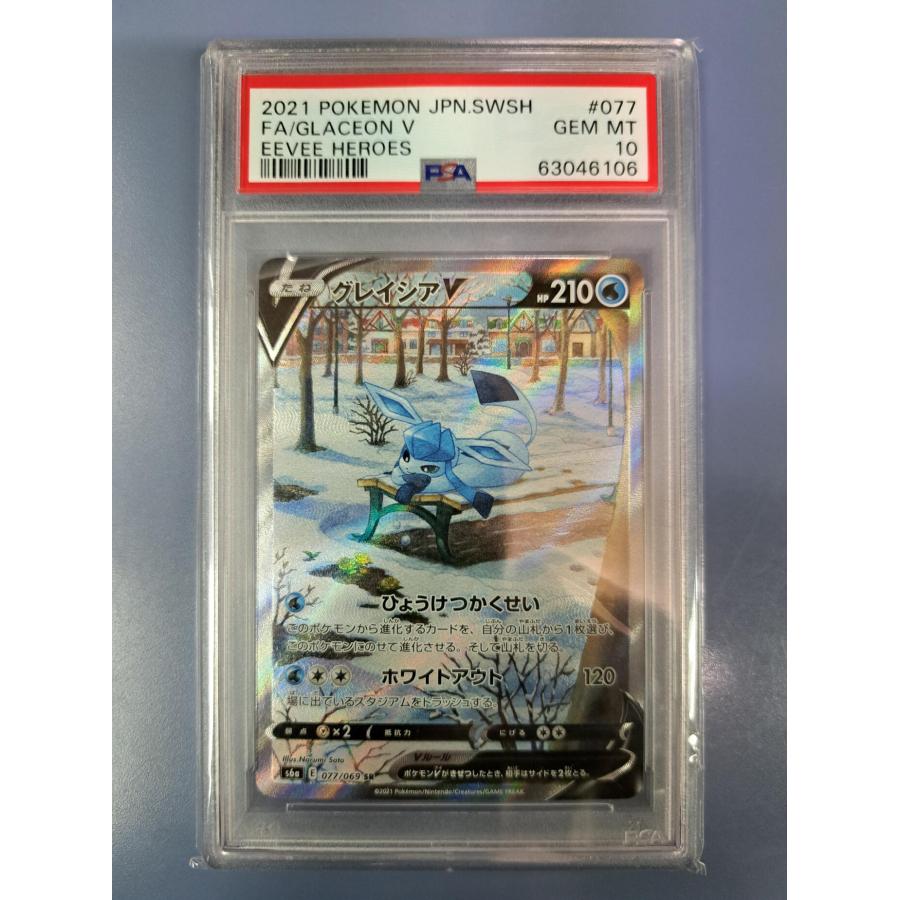 2021 POKEMON JPN.SWSH #077
FA/GLACEON V GEM MT
EEVEE HEROES 10
PSA 63046106
たね グレイシアV HP 210
ひょうけつかくせい
このポケモンから進化するカードを、自分の山札から1枚選び、
このポケモンにのせて進化させる。そして山札を切る。
ホワイトアウト 120
場に出ているスタジアムをトラッシュする。
弱点 ×2 抵抗力 にげる
Illus.Narumi Sato
Vルール
s6a E 077/069 SR ポケモンVがきぜつしたとき、相手はサイドを2枚とる。
©2021 Pokémon/Nintendo/Creatures/GAME FREAK.
PSA